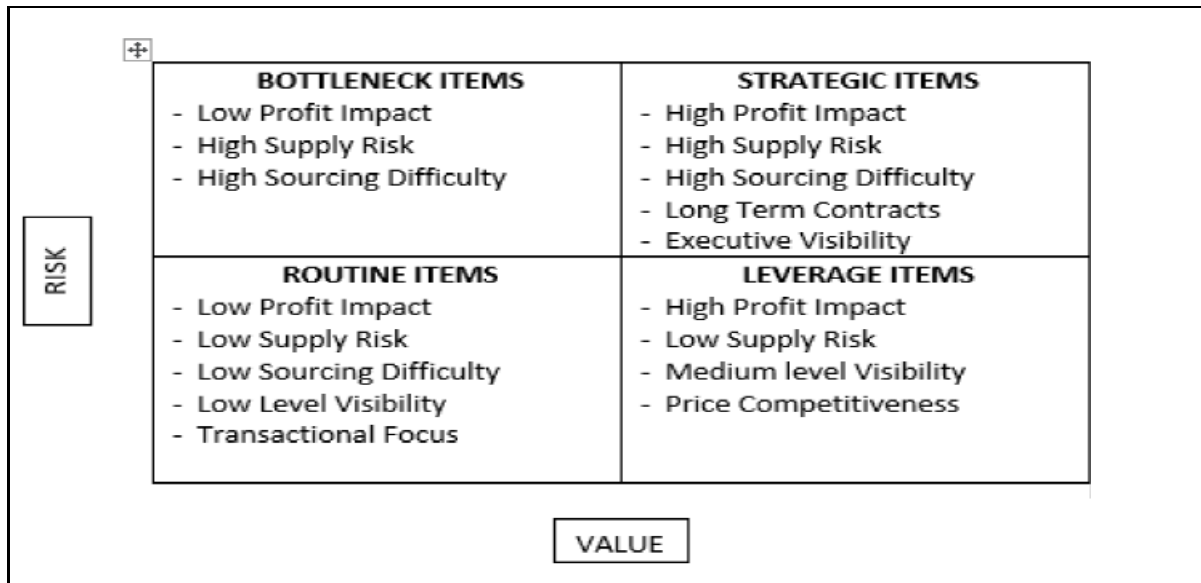 BOTTLENECK ITEMS
- Low Profit Impact
- High Supply Risk
- High Sourcing Difficulty
STRATEGIC ITEMS
- High Profit Impact
- High Supply Risk
- High Sourcing Difficulty
- Long Term Contracts
- Executive Visibility
RISK
ROUTINE ITEMS
- Low Profit Impact
- Low Supply Risk
- Low Sourcing Difficulty
- Low Level Visibility
- Transactional Focus
LEVERAGE ITEMS
- High Profit Impact
- Low Supply Risk
- Medium level Visibility
- Price Competitiveness
VALUE